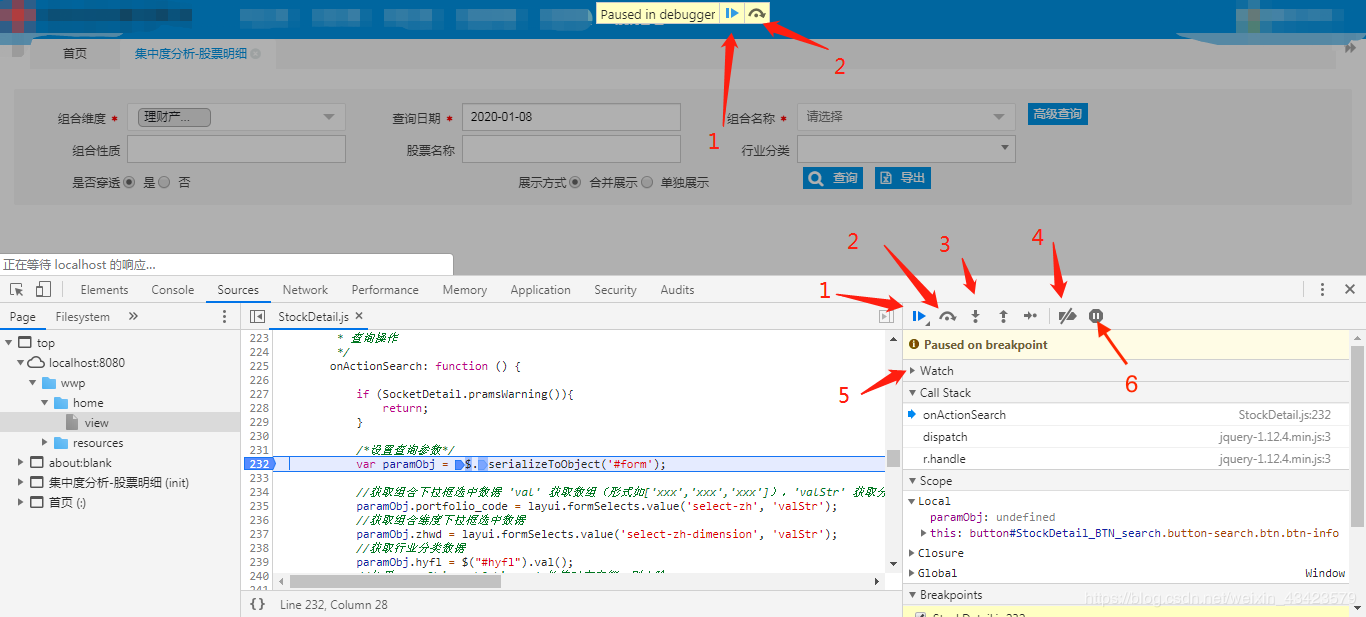 Paused in debugger
2
首页
集中度分析-股票明细
1
组合维度 *
理财产...
查询日期 *
2020-01-08
组合名称 *
请选择
高级查询
组合性质
股票名称
行业分类
是否穿透
是
否
展示方式
合并展示
单独展示
查询
导出
正在等待 localhost 的响应...
1
2
3
4
Elements
Console
Sources
Network
Performance
Memory
Application
Security
Audits
Page
Filesystem
»
StockDetail.js ×
Paused on breakpoint
223 * 查询操作
224 */
225 onActionSearch: function () {
226
227 if (SocketDetail.pramsWarning()){
228 return;
229 }
230
231 /*设置查询参数*/
232 var paramObj = $.serializeToObject('#form');
233
234 //获取组合下拉框选中数据 'val' 获取数组（形式如['xxx','xxx','xxx']），'valStr' 获取
235 paramObj.portfolio_code = layui.formSelects.value('select-zh', 'valStr');
236 //获取组合维度下拉框选中数据
237 paramObj.zhwd = layui.formSelects.value('select-zh-dimension', 'valStr');
238 //获取行业分类数据
239 paramObj.hyfl = $("#hyfl").val();
240
241
top
localhost:8080
wwp
home
view
resources
about:blank
集中度分析-股票明细 (init)
首页 (:)
5
6
Watch
Call Stack
onActionSearch
StockDetail.js:232
dispatch
jquery-1.12.4.min.js:3
r.handle
jquery-1.12.4.min.js:3
Scope
Local
paramObj: undefined
this: button#StockDetail_BTN_search.button-search.btn.btn-info
Closure
Global
Window
Breakpoints
StockDetail.js:232
{ } Line 232, Column 28
https://blog.csdn.net/weixin_43423579